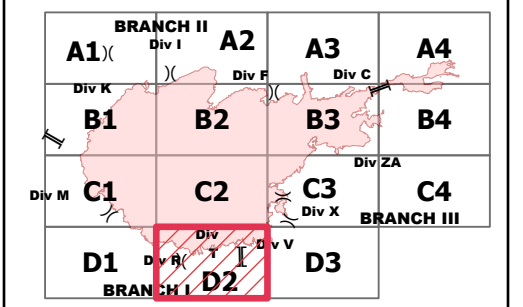 BRANCH II
A1
Div I
A2
A3
A4
Div F
Div C
Div K
B1
B2
B3
B4
Div ZA
Div M
C1
C2
C3
C4
Div X
BRANCH III
Div
T
Div V
Div R
D1
D2
D3
BRANCH I